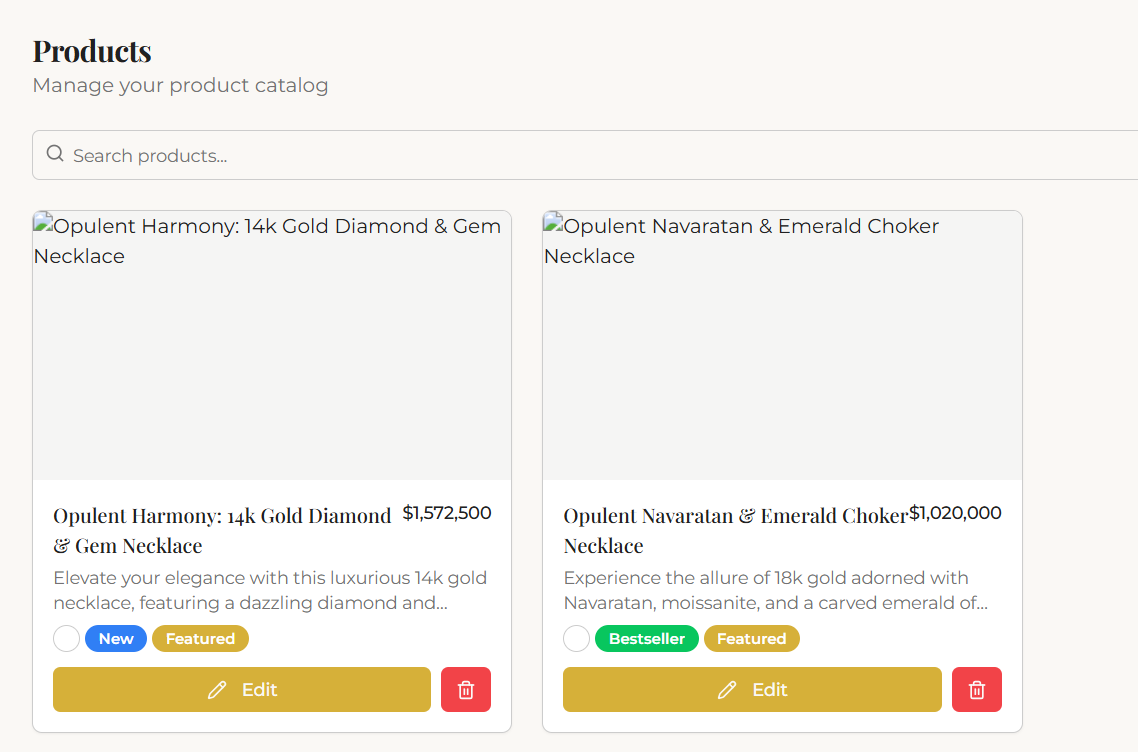 Products
Manage your product catalog
Search products...
Opulent Harmony: 14k Gold Diamond & Gem
Necklace
Opulent Navaratan & Emerald Choker
Necklace
Opulent Harmony: 14k Gold Diamond $1,572,500
& Gem Necklace
Elevate your elegance with this luxurious 14k gold
necklace, featuring a dazzling diamond and...
New Featured
Edit
Opulent Navaratan & Emerald Choker $1,020,000
Necklace
Experience the allure of 18k gold adorned with
Navaratan, moissanite, and a carved emerald of...
Bestseller Featured
Edit